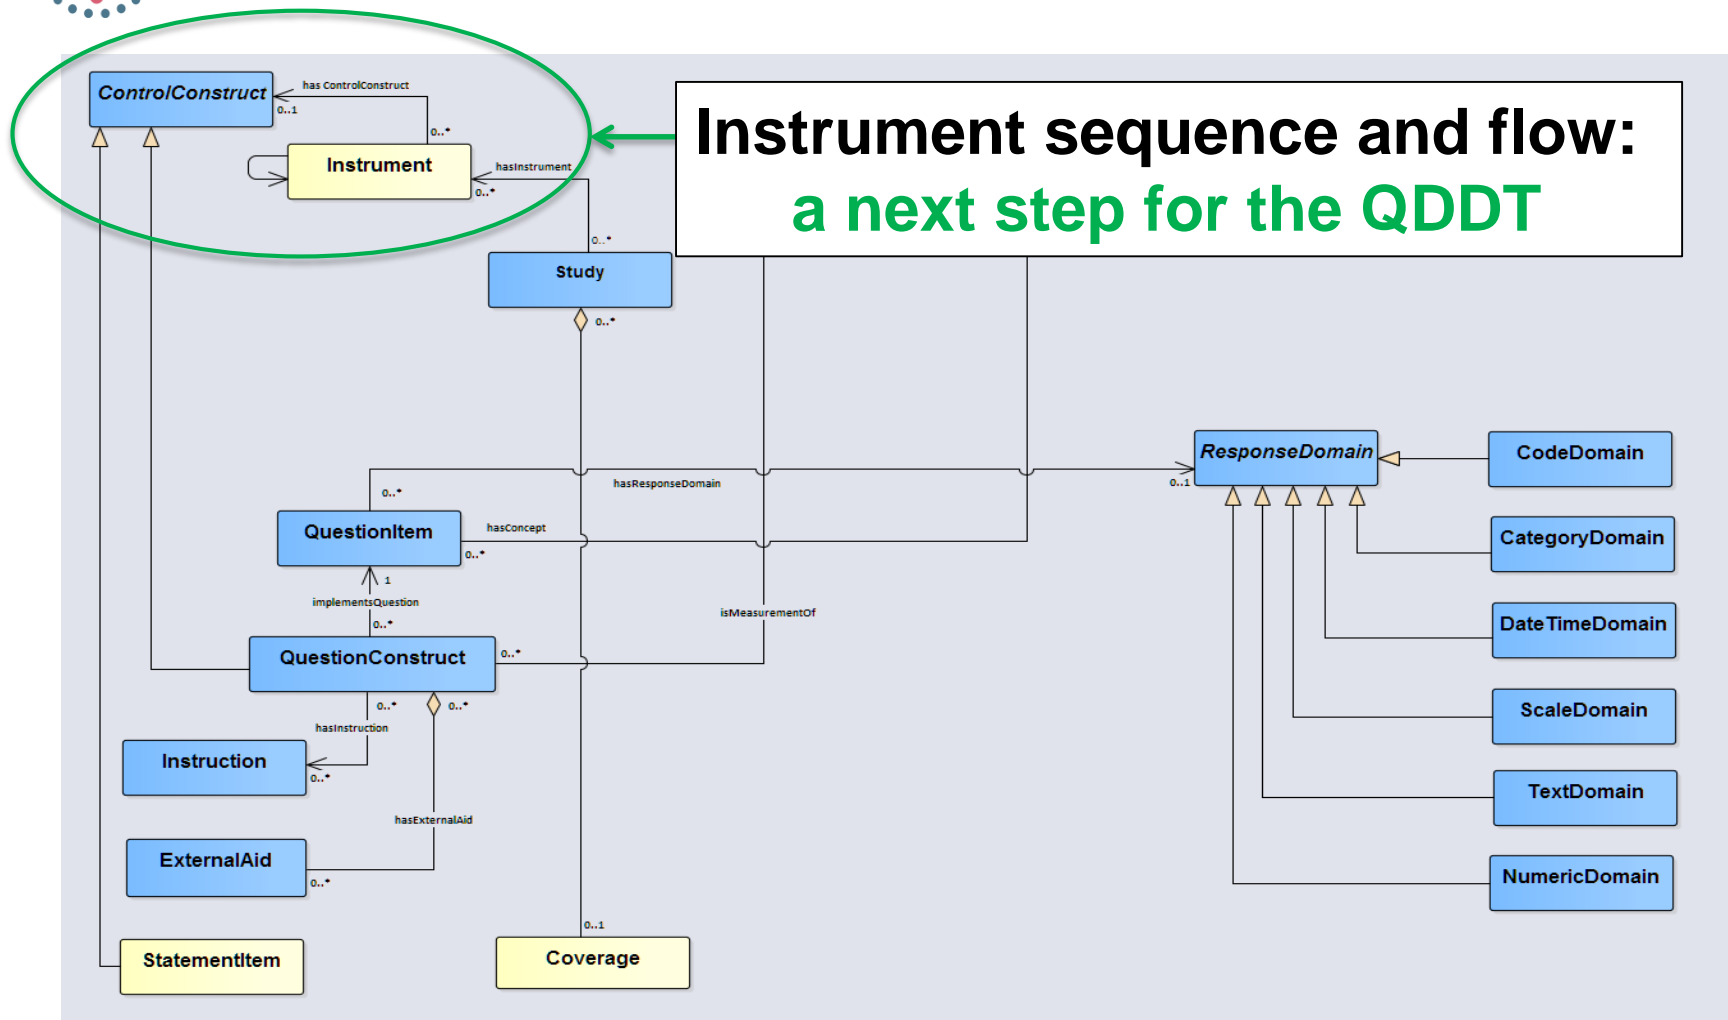 ControlConstruct
has ControlConstruct
0..1
0..*
Instrument
hasInstrument
0..*
Instrument sequence and flow:
a next step for the QDDT
0..*
Study
0..*
ResponseDomain
0..1
CodeDomain
hasResponseDomain
0..*
QuestionItem
hasConcept
0..*
CategoryDomain
1
implementsQuestion
0..*
isMeasurementOf
DateTimeDomain
QuestionConstruct
0..*
0..*
0..*
hasInstruction
ScaleDomain
Instruction
0..*
TextDomain
hasExternalAid
ExternalAid
0..*
NumericDomain
0..1
StatementItem
Coverage